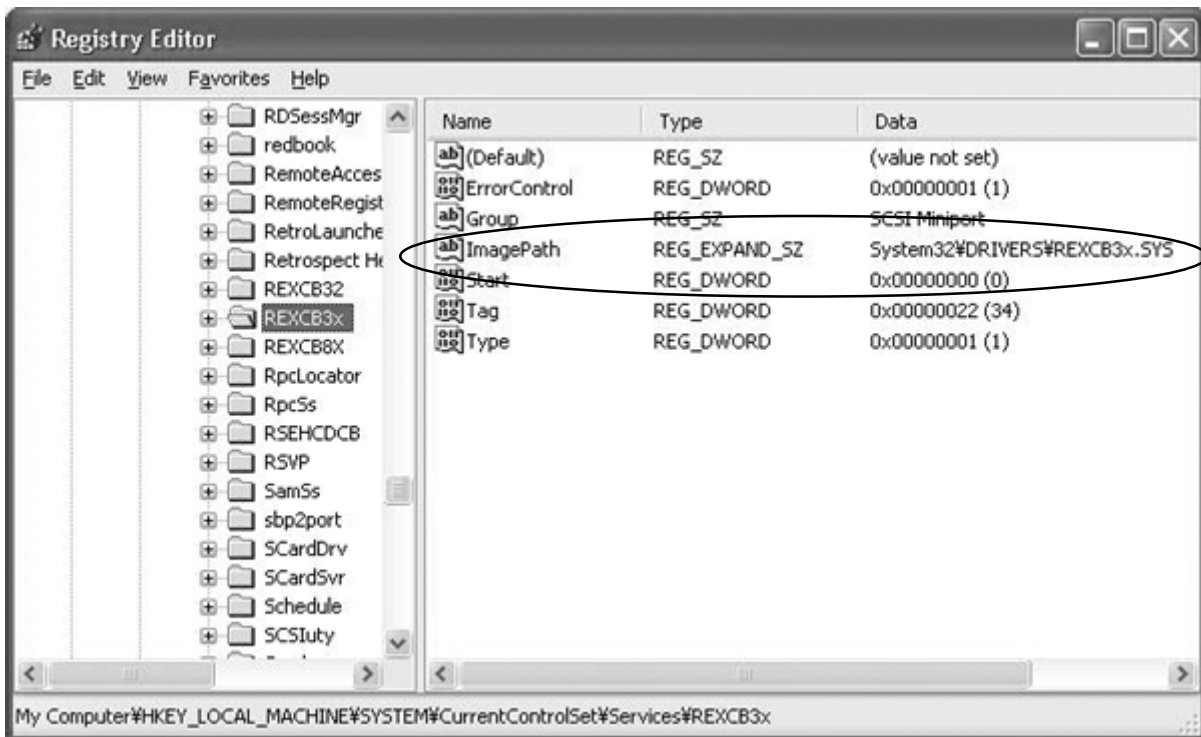 Registry Editor
File Edit View Favorites Help
RDSessMgr
redbook
RemoteAcces
RemoteRegist
RetroLaunche
Retrospect He
REXCB32
REXCB3x
REXCB8X
RpcLocator
RpcSs
RSEHCDCB
RSVP
SamSs
sbp2port
SCardDrv
SCardSvr
Schedule
SCSIuty
Name Type Data
(Default) REG_SZ (value not set)
ErrorControl REG_DWORD 0x00000001 (1)
Group REG_SZ SCSI Miniport
ImagePath REG_EXPAND_SZ System32¥DRIVERS¥REXCB3x.SYS
Start REG_DWORD 0x00000000 (0)
Tag REG_DWORD 0x00000022 (34)
Type REG_DWORD 0x00000001 (1)
My Computer¥HKEY_LOCAL_MACHINE¥SYSTEM¥CurrentControlSet¥Services¥REXCB3x